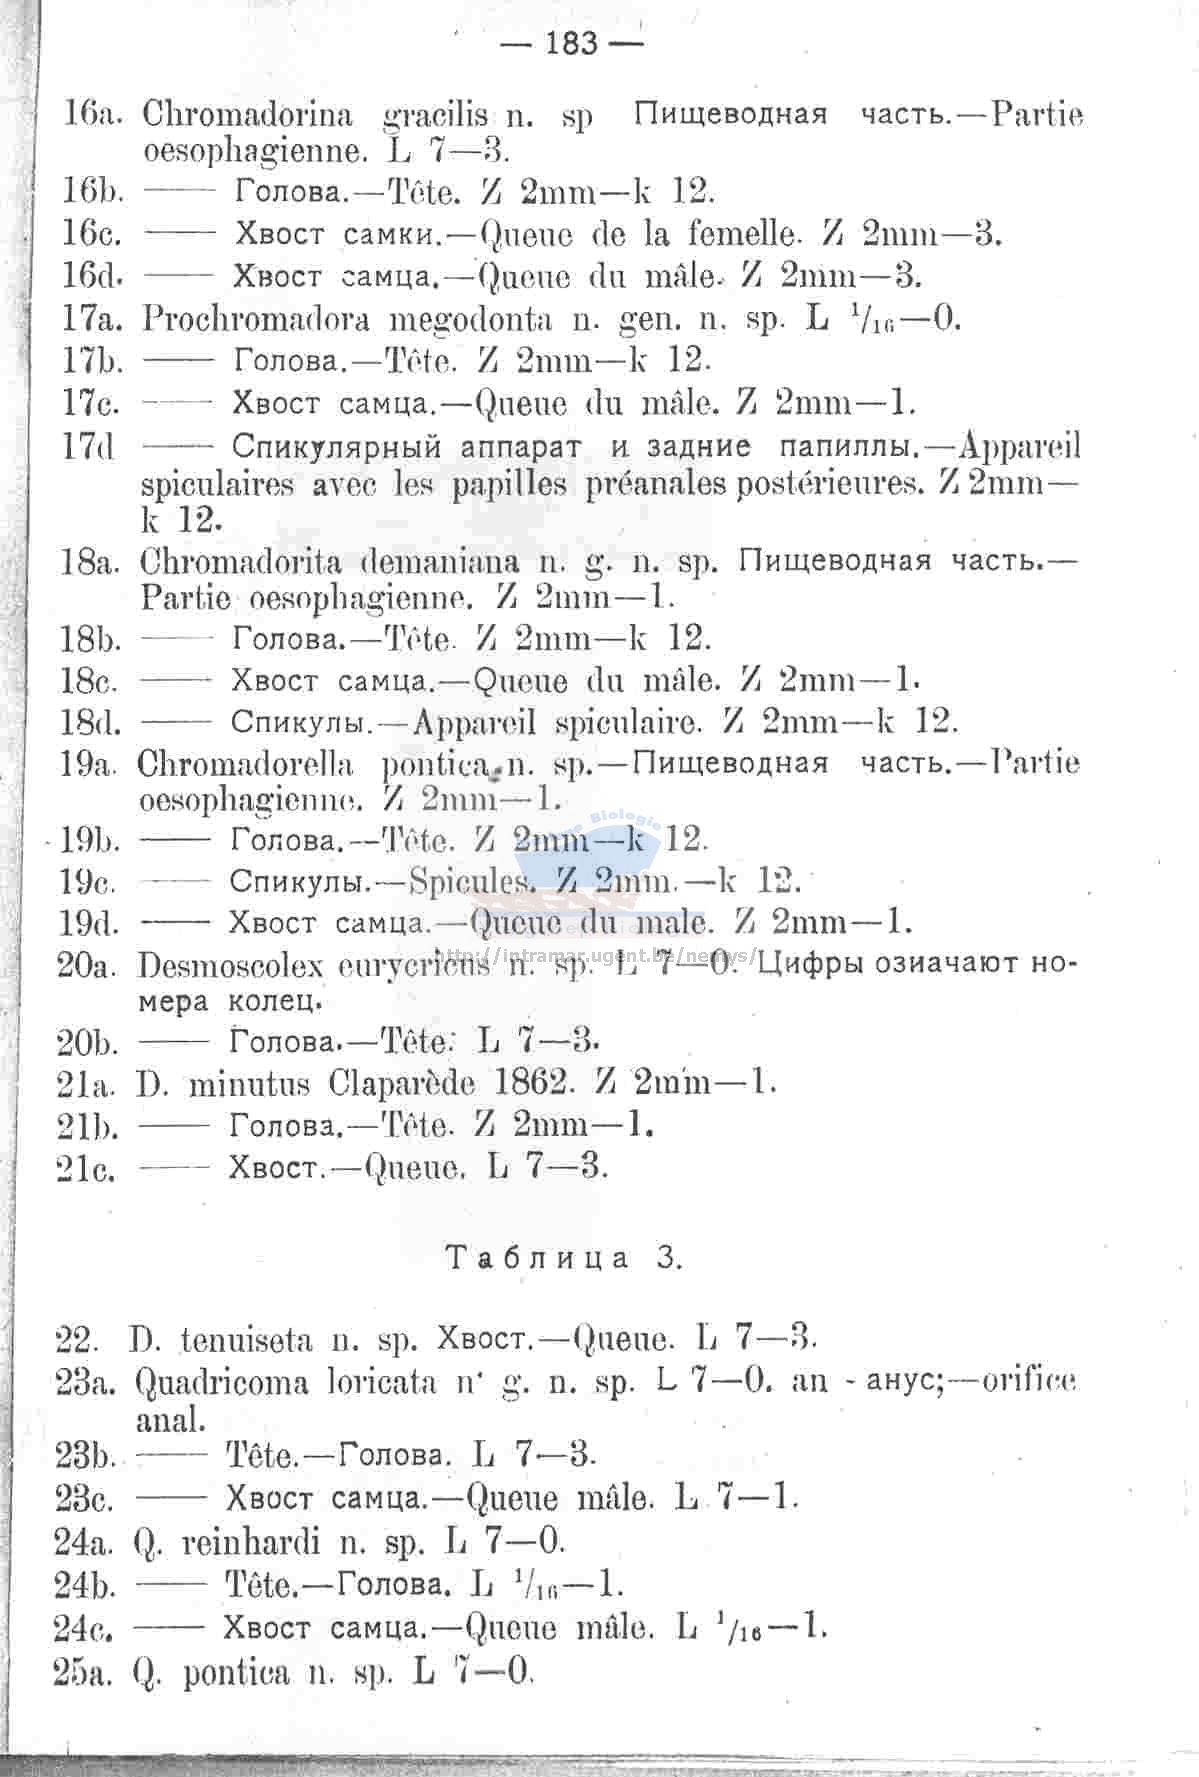 — 183 —
16a. Chromadorina gracilis n. sp Пищеводная часть.—Partie
oesophagienne. L 7—3.
16b. —— Голова.—Tête. Z 2mm—k 12.
16c. —— Хвост самки.—Queue de la femelle. Z 2mm—3.
16d. —— Хвост самца.—Queue du mâle. Z 2mm—3.
17a. Prochromadora megodonta n. gen. n. sp. L 1/16—0.
17b. —— Голова.—Tête. Z 2mm—k 12.
17c. —— Хвост самца.—Queue du mâle. Z 2mm—1.
17d —— Спикулярный аппарат и задние папиллы.—Appareil
spiculaires avec les papilles préanales postérieures. Z 2mm—
k 12.
18a. Chromadorita demaniana n. g. n. sp. Пищеводная часть.—
Partie oesophagienne. Z 2mm—1.
18b. —— Голова.—Tête. Z 2mm—k 12.
18c. —— Хвост самца.—Queue du mâle. Z 2mm—1.
18d. —— Спикулы.—Appareil spiculaire. Z 2mm—k 12.
19a. Chromadorella pontica n. sp.—Пищеводная часть.—Partie
oesophagienne. Z 2mm—1.
19b. —— Голова.—Tête. Z 2mm—k 12.
19c. —— Спикулы.—Spicules. Z 2mm.—k 12.
19d. —— Хвост самца.—Queue du male. Z 2mm—1.
http://intramar.ugent.be/nemys/
20a. Desmoscolex eurycricus n. sp. L 7—0. Цифры озиачают но-
мера колец.
20b. —— Голова.—Tête. L 7—3.
21a. D. minutus Claparède 1862. Z 2mm—1.
21b. —— Голова.—Tête. Z 2mm—1.
21c. —— Хвост.—Queue. L 7—3.
Таблица 3.
22. D. tenuiseta n. sp. Хвост.—Queue. L 7—3.
23a. Quadricoma loricata n. g. n. sp. L 7—0. an - анус;—orifice
anal.
23b. —— Tête.—Голова. L 7—3.
23c. —— Хвост самца.—Queue mâle. L 7—1.
24a. Q. reinhardi n. sp. L 7—0.
24b. —— Tête.—Голова. L 1/16—1.
24c. —— Хвост самца.—Queue mâle. L 1/16—1.
25a. Q. pontica n. sp. L 7—0.